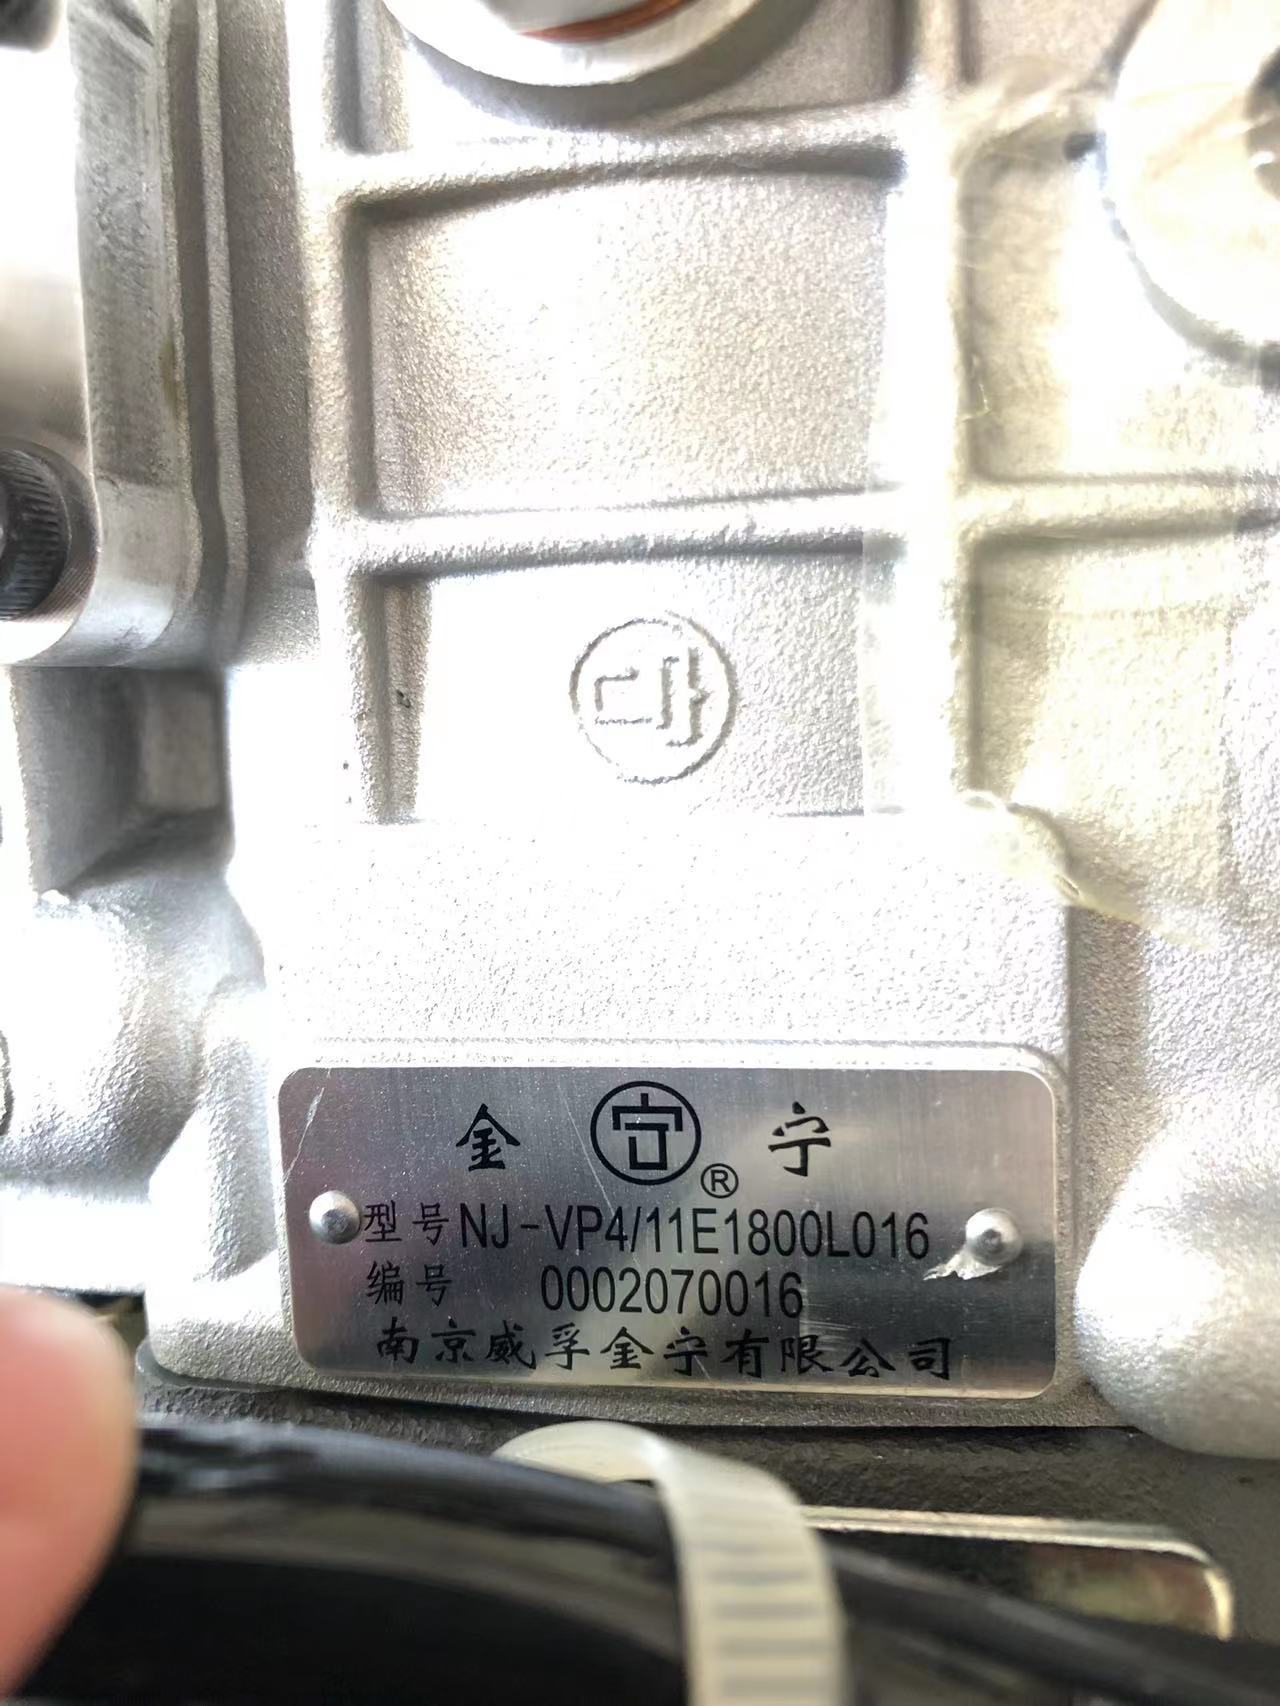 金 ® 宁
型号NJ-VP4/11E1800L016
编号 0002070016
南京威孚金宁有限公司